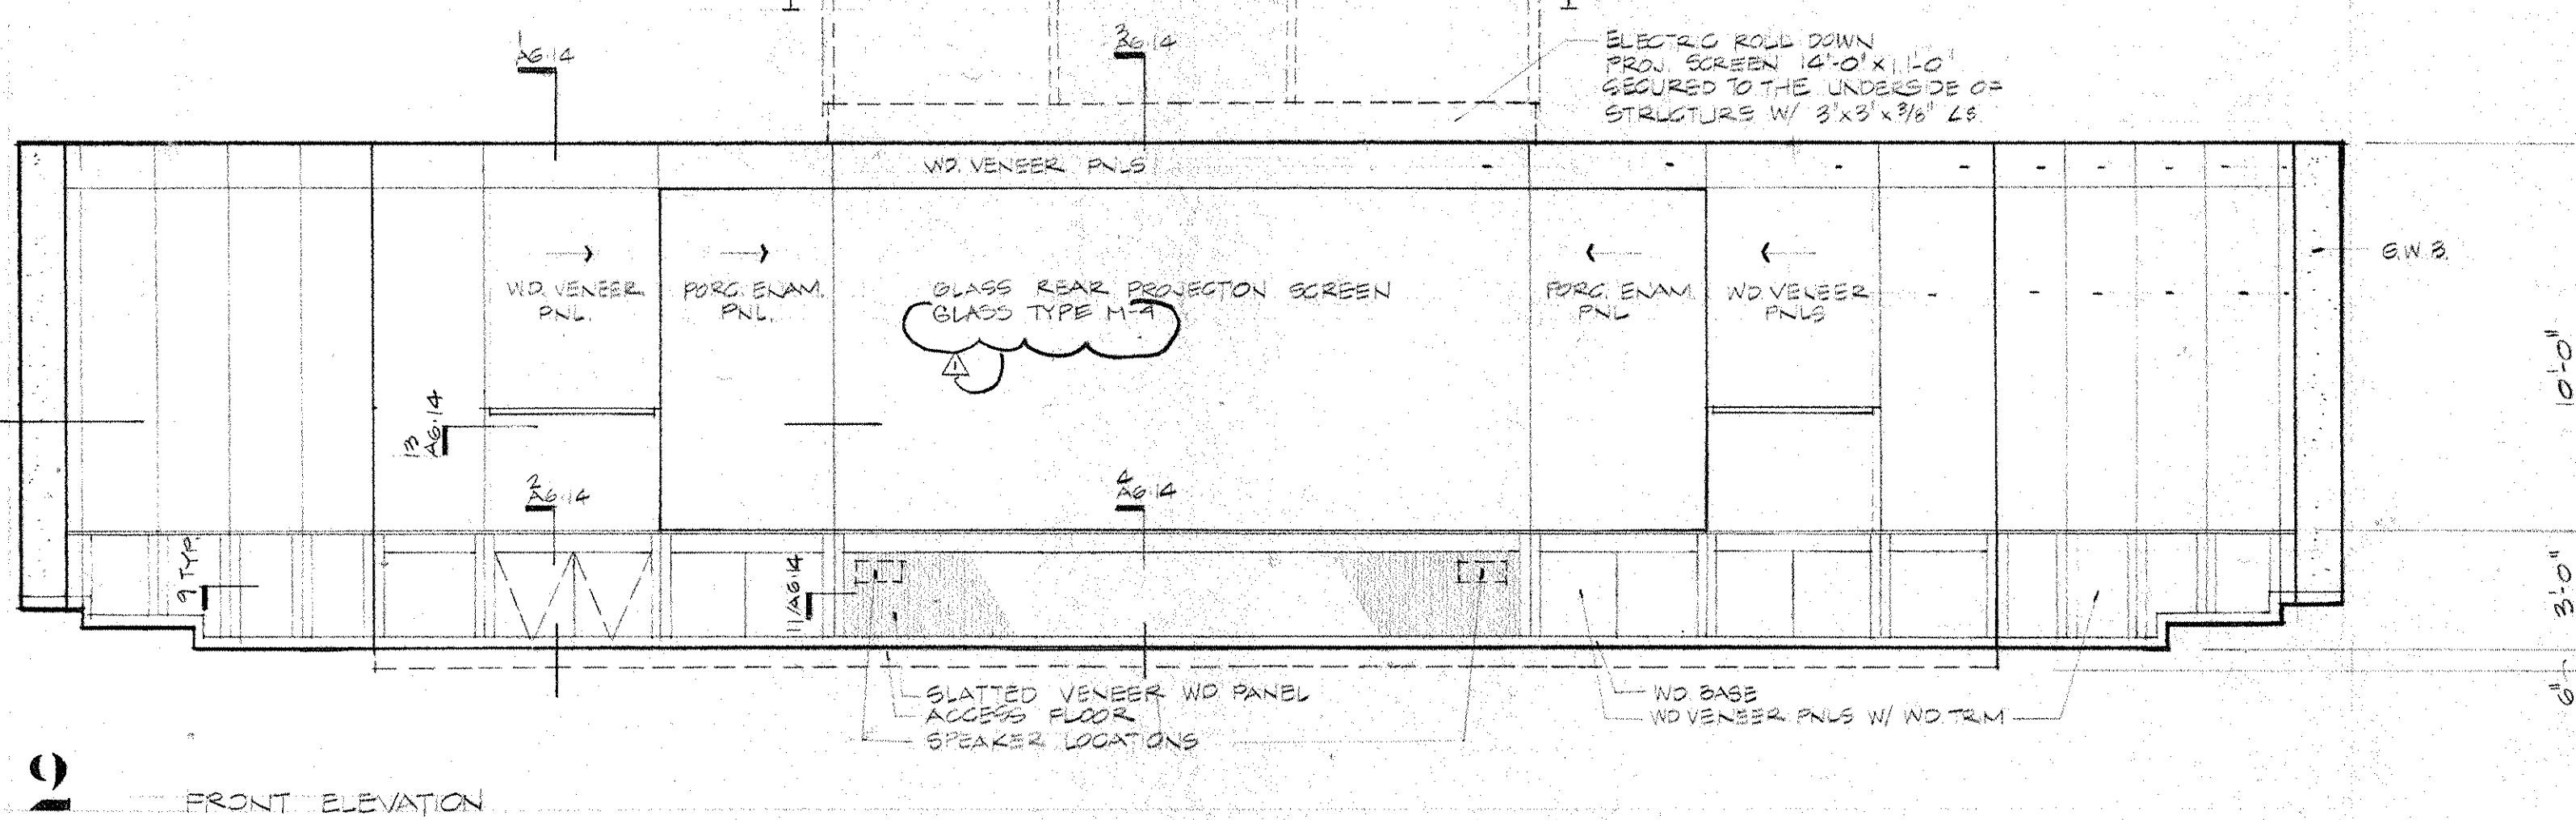 1
A6.14
3
A6.14
ELECTRIC ROLL DOWN
PROJ. SCREEN 14'-0" x 11'-0"
SECURED TO THE UNDERSIDE OF
STRUCTURE W/ 3"x3"x3/8" LS.
WD. VENEER PNLS
WD. VENEER
PNL.
PORC. ENAM.
PNL.
GLASS REAR PROJECTION SCREEN
GLASS TYPE M-9
1
PORC. ENAM.
PNL
WD. VENEER
PNLS
G.W.B.
10'-0"
13
A6.14
2
A6.14
4
A6.14
9 TYP.
11/A6.14
3'-0"
6"
SLATTED VENEER WD. PANEL
ACCESS FLOOR
SPEAKER LOCATIONS
WD. BASE
WD VENEER PNLS W/ WD. TRIM
2
FRONT ELEVATION